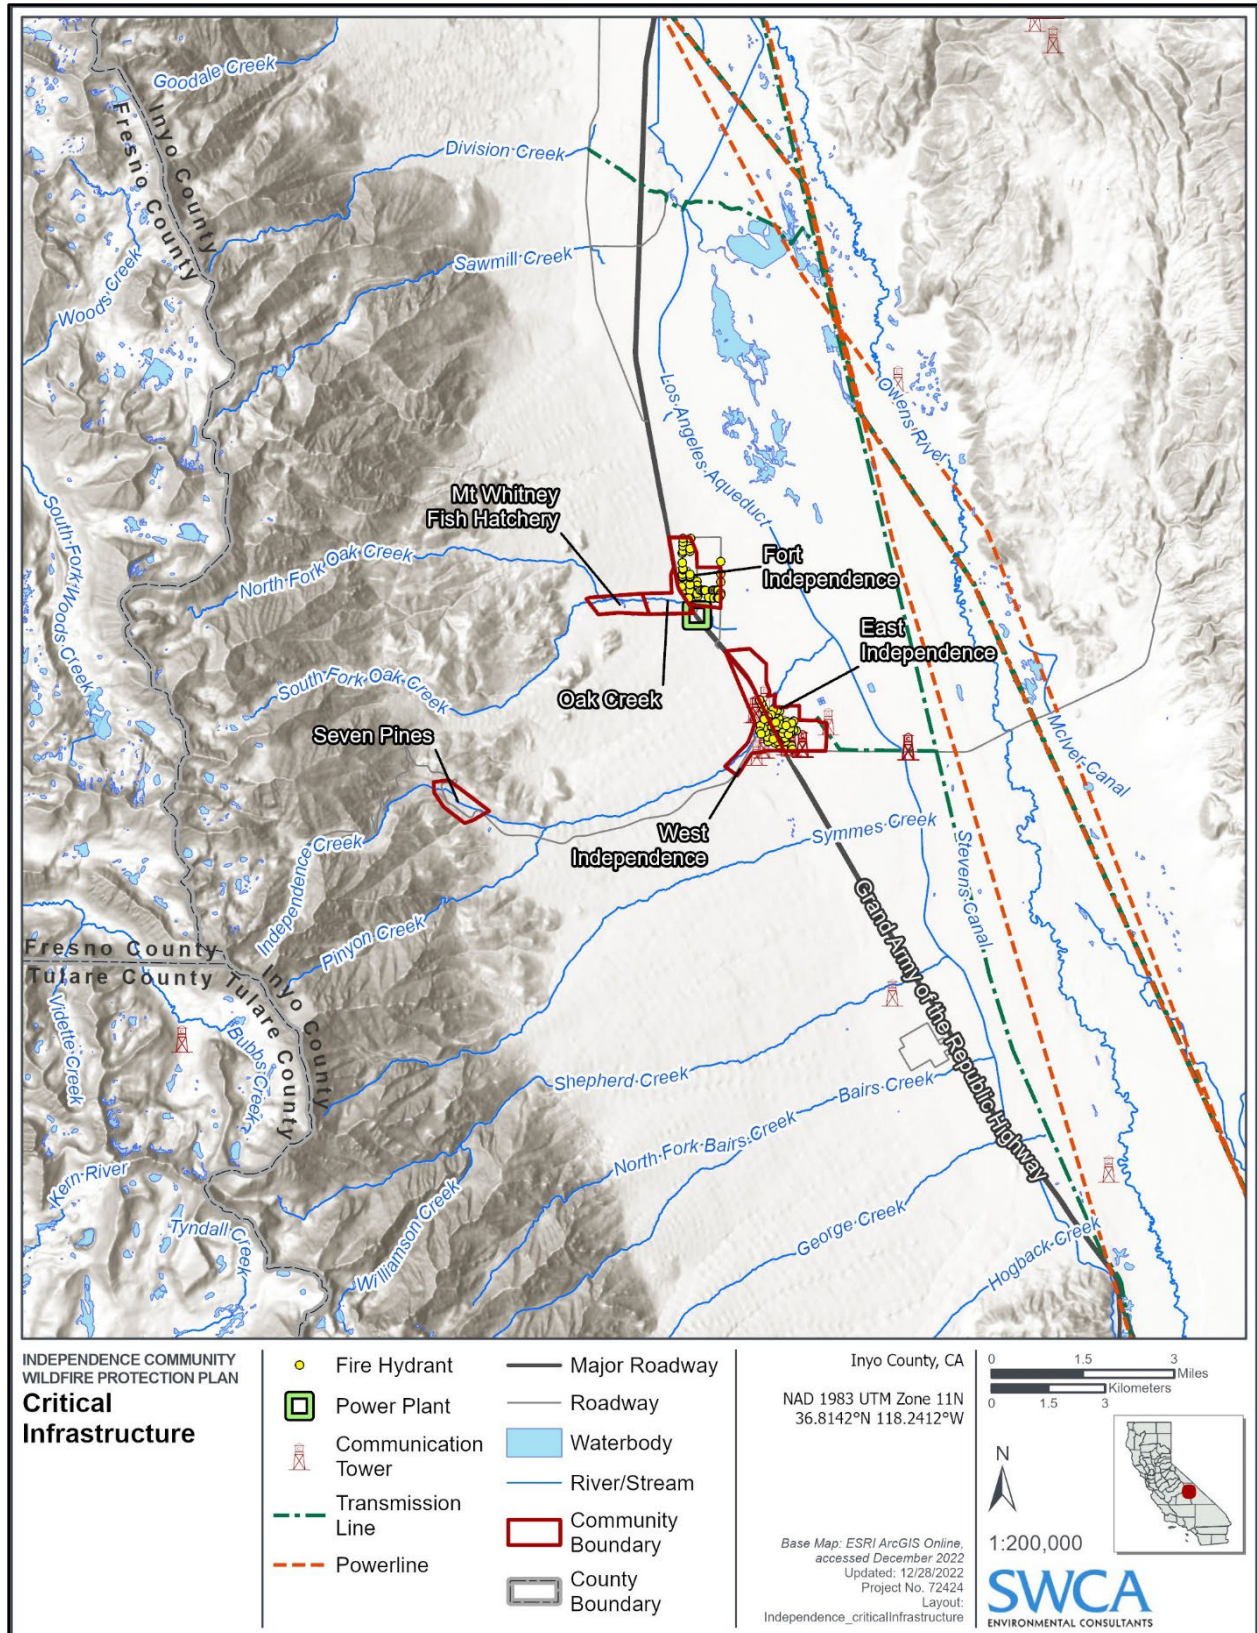 Goodale Creek
Inyo County
Fresno County
Division Creek
Sawmill Creek
Woods Creek
Los Angeles Aqueduct
Owens River
Mt Whitney
Fish Hatchery
South Fork Woods Creek
North Fork Oak Creek
Fort
Independence
East
Independence
Oak Creek
South Fork Oak Creek
Seven Pines
McIver Canal
West
Independence
Symmes Creek
Independence Creek
Stevens Canal
Pinyon Creek
Grand Army of the Republic Highway
Fresno County
Tulare County
Inyo County
Tulare County
Vidette Creek
Bubbs Creek
Shepherd Creek
Bairs Creek
North Fork Bairs Creek
Kern River
Tyndall Creek
Williamson Creek
George Creek
Hogback Creek
INDEPENDENCE COMMUNITY
WILDFIRE PROTECTION PLAN
Critical
Infrastructure
Fire Hydrant
Power Plant
Communication
Tower
Transmission
Line
Powerline
Major Roadway
Roadway
Waterbody
River/Stream
Community
Boundary
County
Boundary
Inyo County, CA
NAD 1983 UTM Zone 11N
36.8142°N 118.2412°W
Base Map: ESRI ArcGIS Online,
accessed December 2022
Updated: 12/28/2022
Project No. 72424
Layout:
Independence_criticalInfrastructure
0 1.5 3
Miles
Kilometers
0 1.5 3
N
1:200,000
SWCA
ENVIRONMENTAL CONSULTANTS